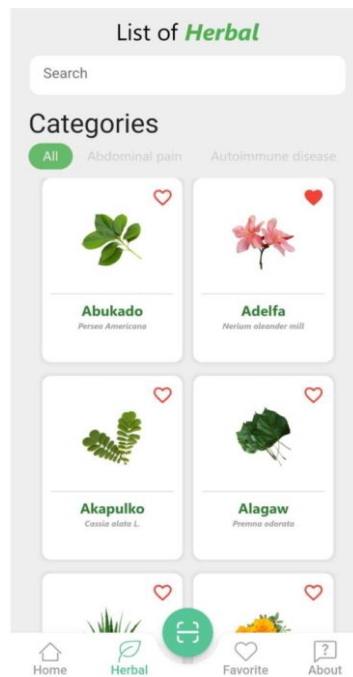 List of Herbal
Search
Categories
All Abdominal pain Autoimmune disease
Abukado
Persea Americana
Adelfa
Nerium oleander mill
Akapulko
Cassia alata L.
Alagaw
Premna odorata
Home Herbal Favorite About